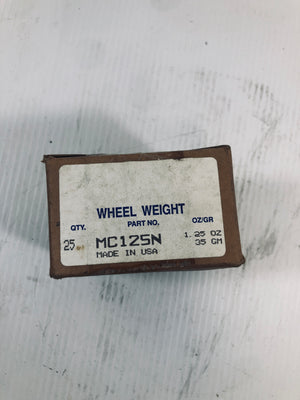 WHEEL WEIGHT
QTY. PART NO. OZ/GR
25 MC125N 1.25 OZ
MADE IN USA 35 GM